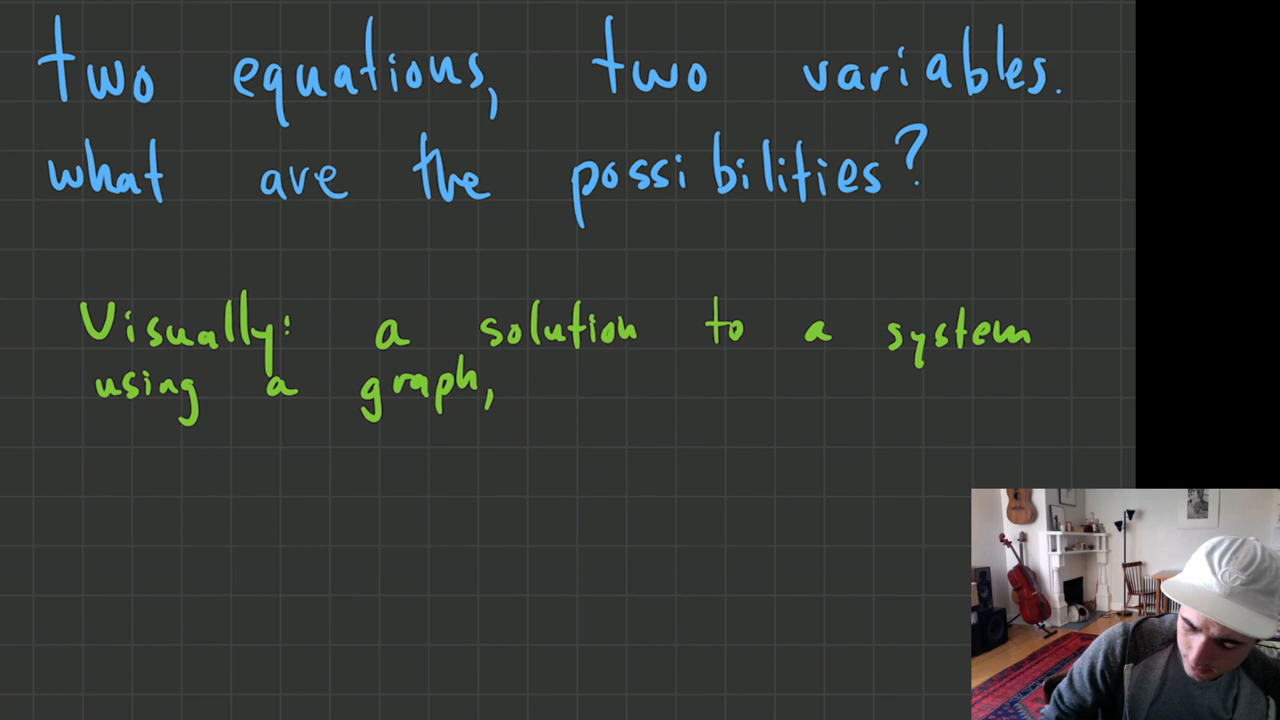 two equations, two variables.
what are the possibilities?
Visually: a solution to a system
using a graph,